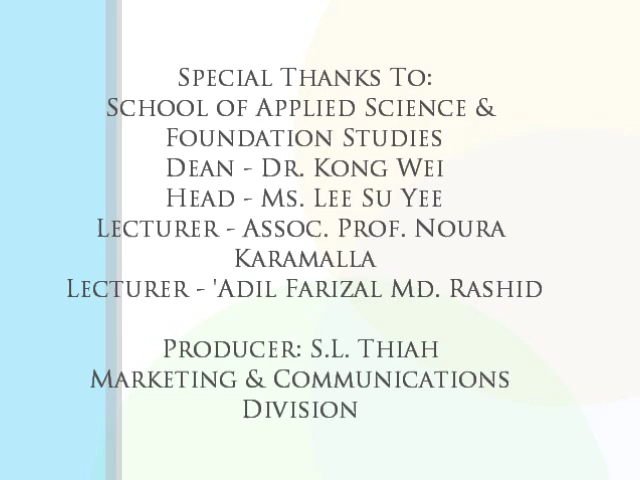 Special Thanks To:
School of Applied Science &
Foundation Studies
Dean - Dr. Kong Wei
Head - Ms. Lee Su Yee
Lecturer - Assoc. Prof. Noura
Karamalla
Lecturer - 'Adil Farizal Md. Rashid
Producer: S.L. Thiah
Marketing & Communications
Division